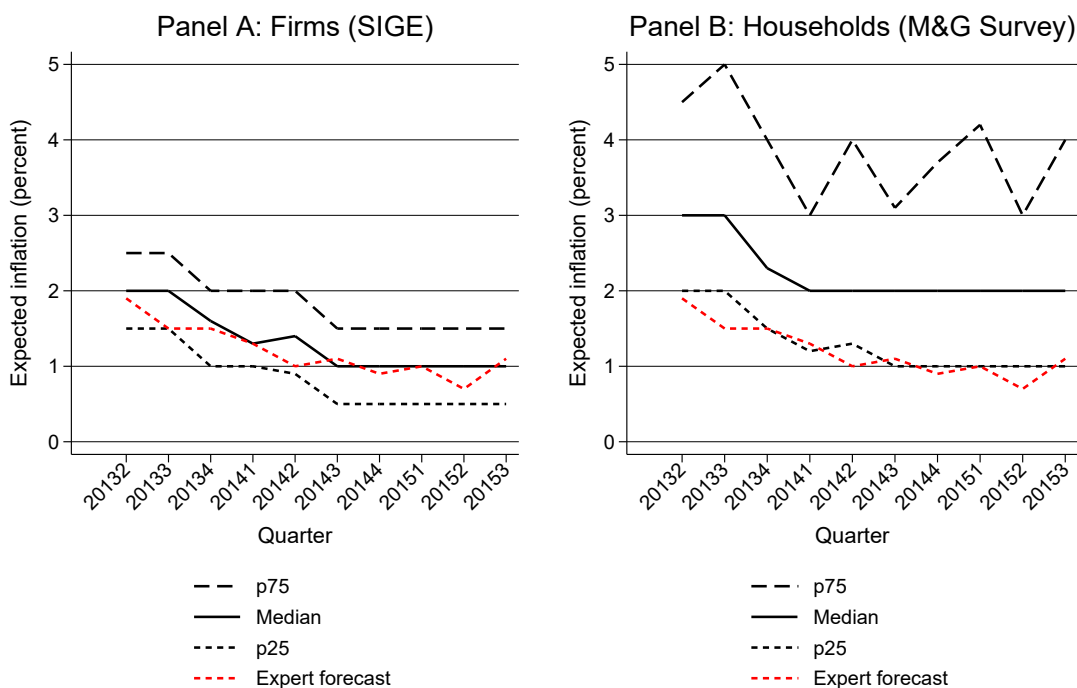 Panel A: Firms (SIGE)
Expected inflation (percent)
5
4
3
2
1
0
20132
20133
20134
20141
20142
20143
20144
20151
20152
20153
Quarter
p75
Median
p25
Expert forecast
Panel B: Households (M&G Survey)
Expected inflation (percent)
5
4
3
2
1
0
20132
20133
20134
20141
20142
20143
20144
20151
20152
20153
Quarter
p75
Median
p25
Expert forecast